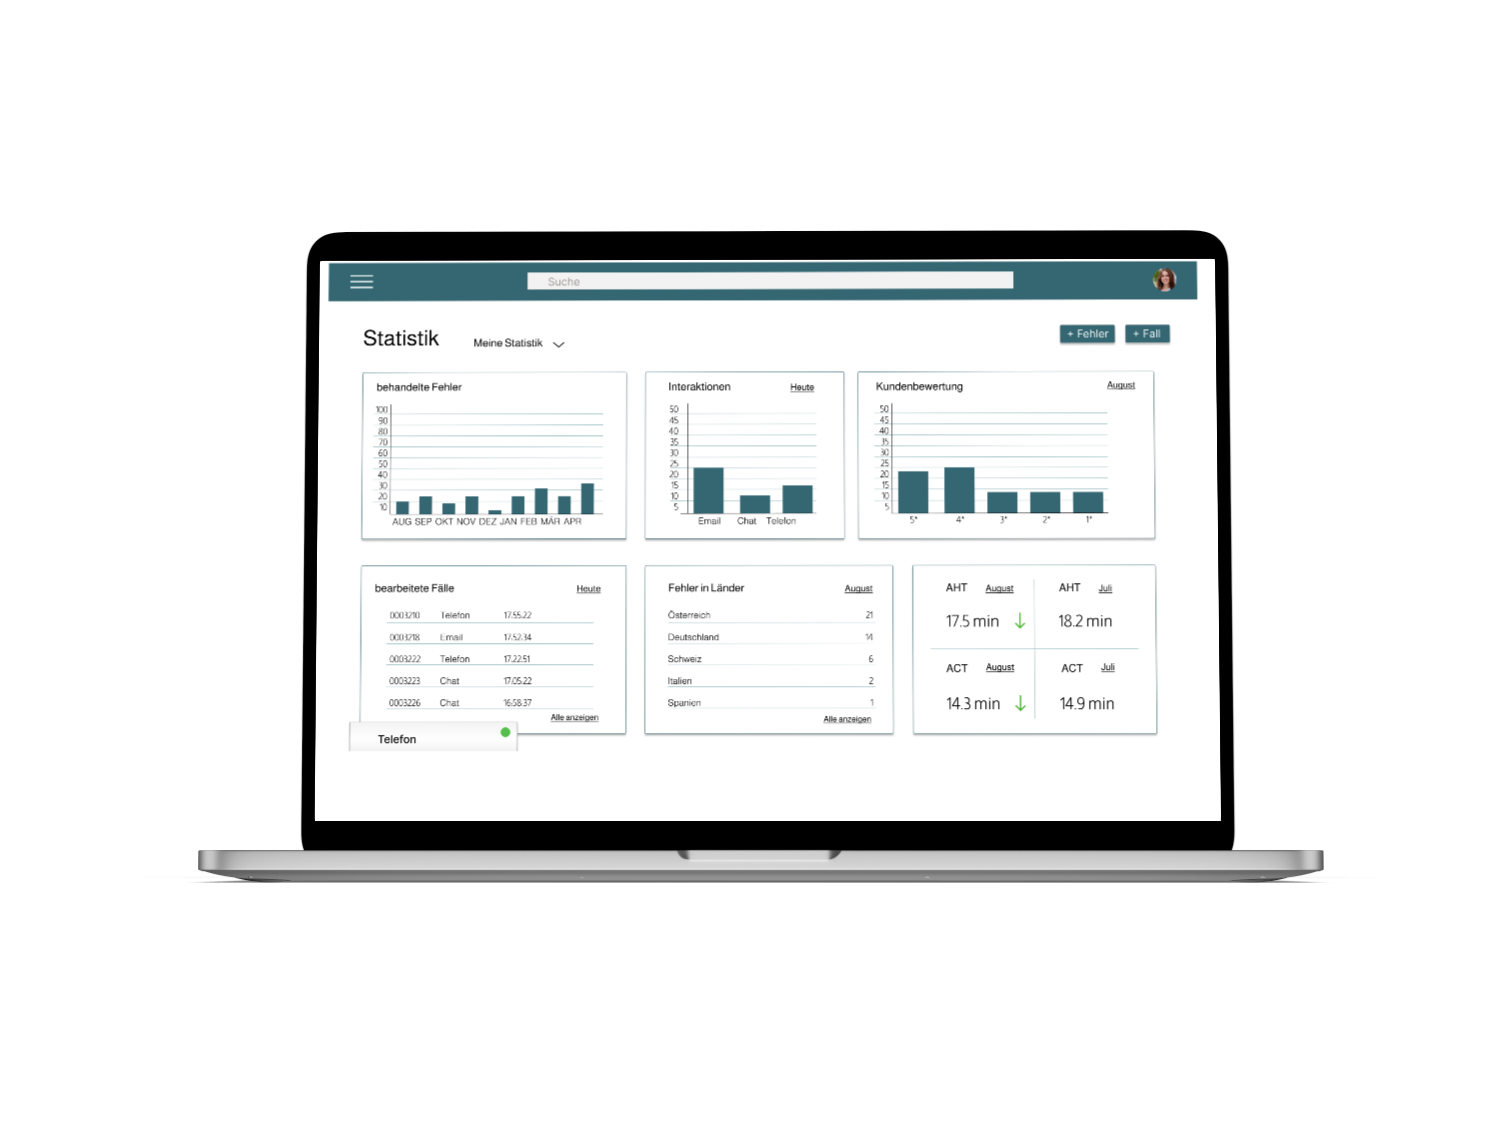 Suche
Statistik
Meine Statistik
+ Fehler
+ Fall
behandelte Fehler
100
90
80
70
60
50
40
30
20
10
AUG SEP OKT NOV DEZ JAN FEB MÄR APR
Interaktionen
Heute
50
45
40
35
30
25
20
15
10
5
Email Chat Telefon
Kundenbewertung
August
50
45
40
35
30
25
20
15
10
5
5* 4* 3* 2* 1*
bearbeitete Fälle
Heute
0003210 Telefon 17.55.22
0003218 Email 17.52.34
0003222 Telefon 17.22.51
0003223 Chat 17.05.22
0003226 Chat 16.58.37
Alle anzeigen
Telefon
Fehler in Länder
August
Österreich 21
Deutschland 14
Schweiz 6
Italien 2
Spanien 1
Alle anzeigen
AHT August
17.5 min
AHT Juli
18.2 min
ACT August
14.3 min
ACT Juli
14.9 min